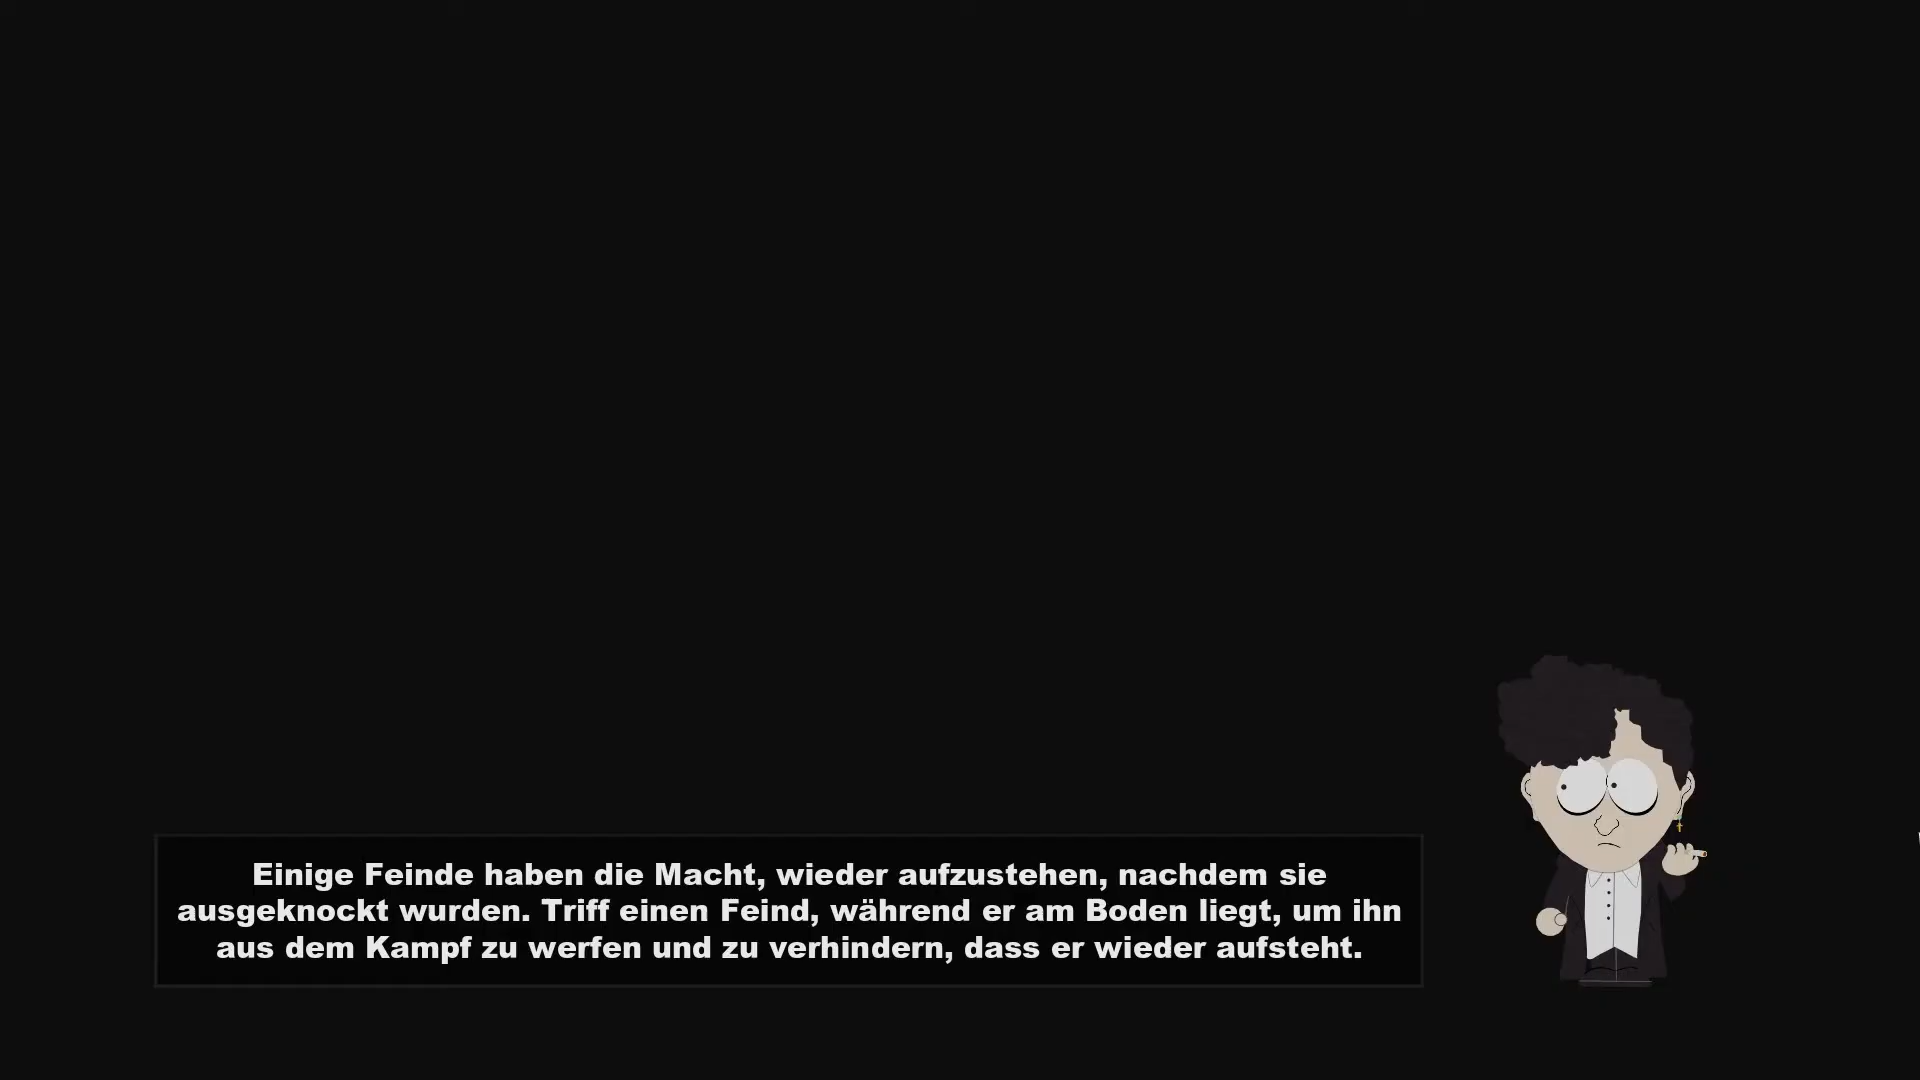 Einige Feinde haben die Macht, wieder aufzustehen, nachdem sie
ausgeknockt wurden. Triff einen Feind, während er am Boden liegt, um ihn
aus dem Kampf zu werfen und zu verhindern, dass er wieder aufsteht.